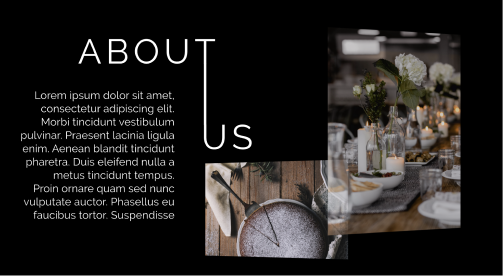 ABOUT
US
Lorem ipsum dolor sit amet,
consectetur adipiscing elit.
Morbi tincidunt vestibulum
pulvinar. Praesent lacinia ligula
enim. Aenean blandit tincidunt
pharetra. Duis eleifend nulla a
metus tincidunt tempus.
Proin ornare quam sed nunc
vulputate auctor. Phasellus eu
faucibus tortor. Suspendisse